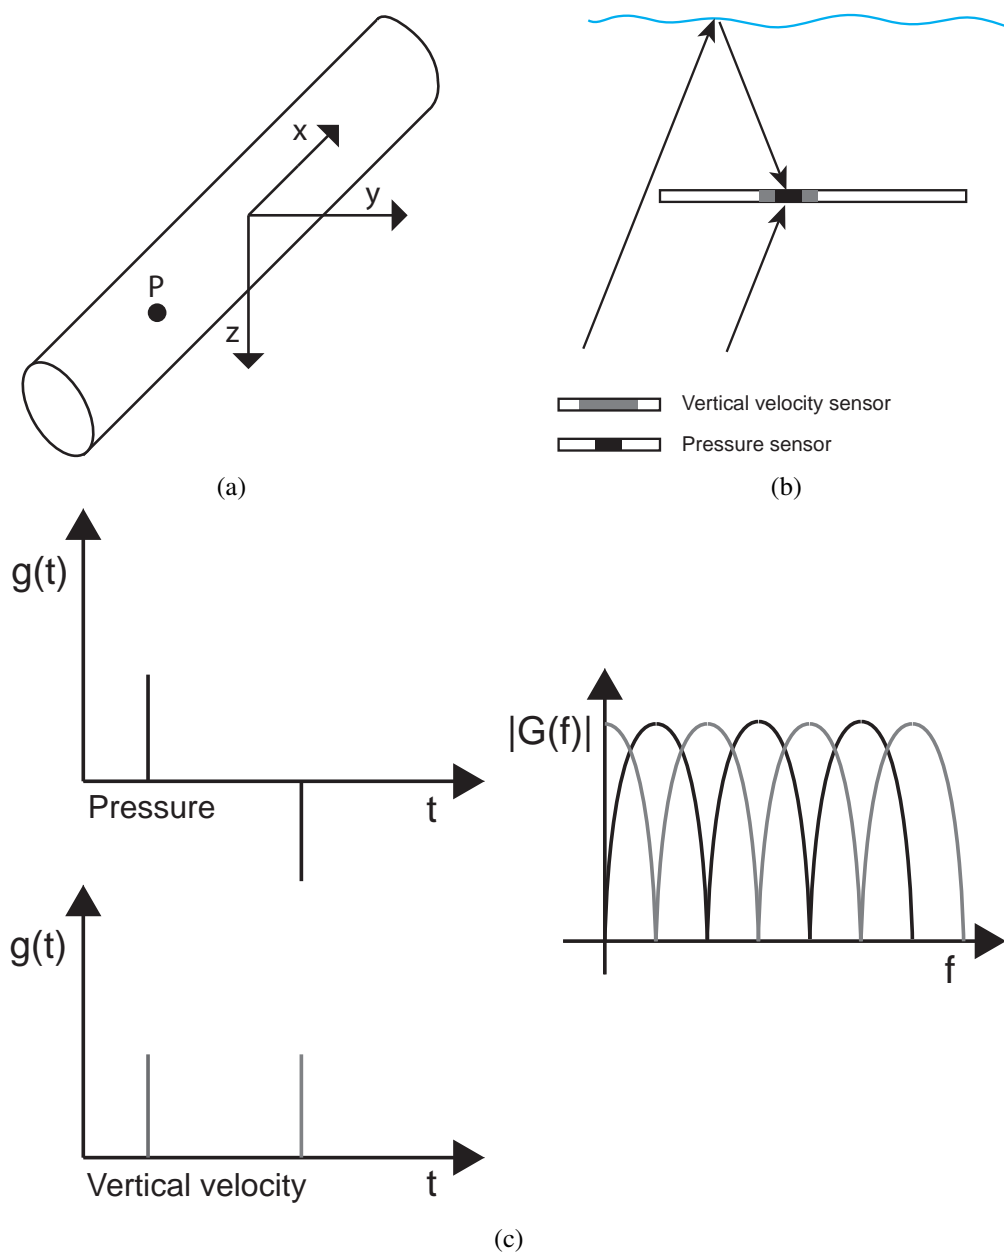 x
y
P
z
Vertical velocity sensor
Pressure sensor
(a)
(b)
g(t)
Pressure
t
|G(f)|
f
g(t)
Vertical velocity
t
(c)